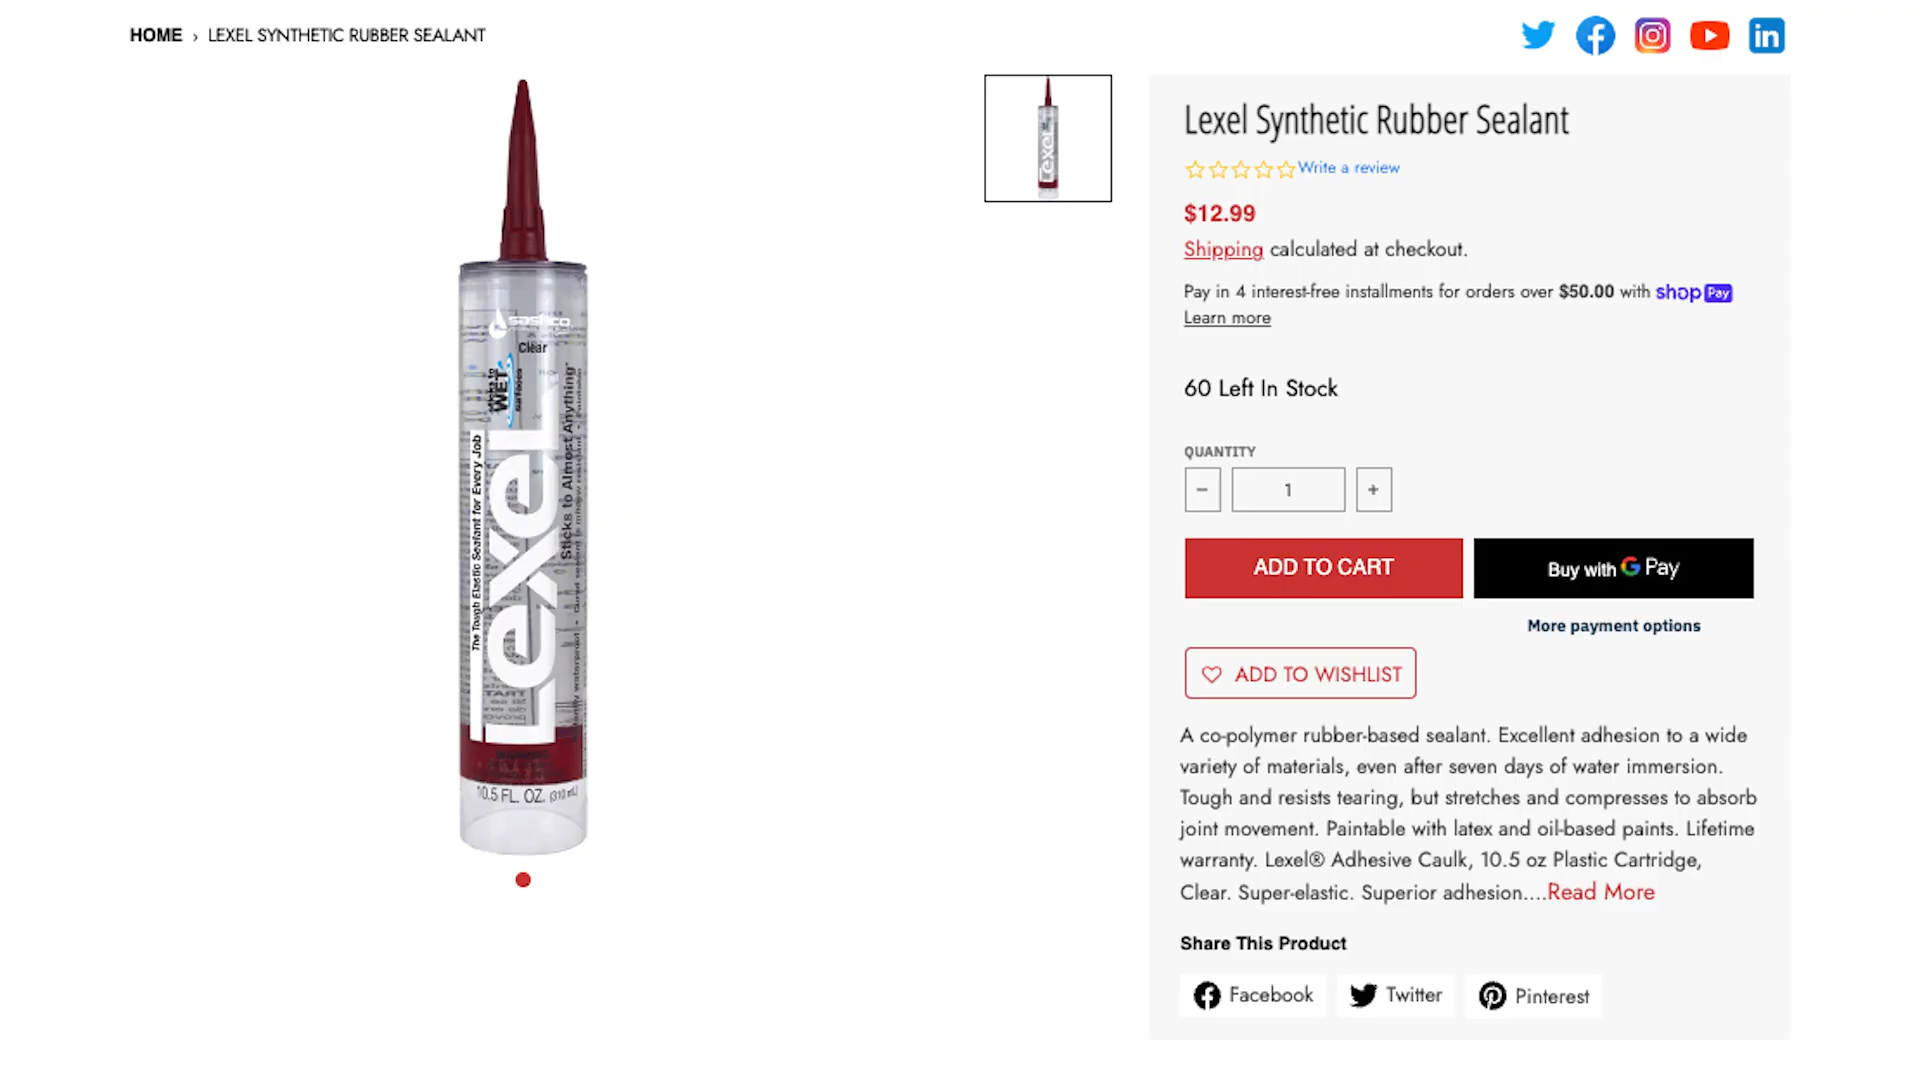 HOME › LEXEL SYNTHETIC RUBBER SEALANT
sashco
Clear
WET
surfaces
Lexel
The Tough Elastic Sealant for Every Job
Sticks to Almost Anything
10.5 FL. OZ. (310 mL)
Lexel
Lexel Synthetic Rubber Sealant
Write a review
$12.99
Shipping calculated at checkout.
Pay in 4 interest-free installments for orders over $50.00 with shop Pay
Learn more
60 Left In Stock
QUANTITY
− 1 +
ADD TO CART
Buy with G Pay
More payment options
ADD TO WISHLIST
A co-polymer rubber-based sealant. Excellent adhesion to a wide
variety of materials, even after seven days of water immersion.
Tough and resists tearing, but stretches and compresses to absorb
joint movement. Paintable with latex and oil-based paints. Lifetime
warranty. Lexel® Adhesive Caulk, 10.5 oz Plastic Cartridge,
Clear. Super-elastic. Superior adhesion....Read More
Share This Product
Facebook Twitter Pinterest